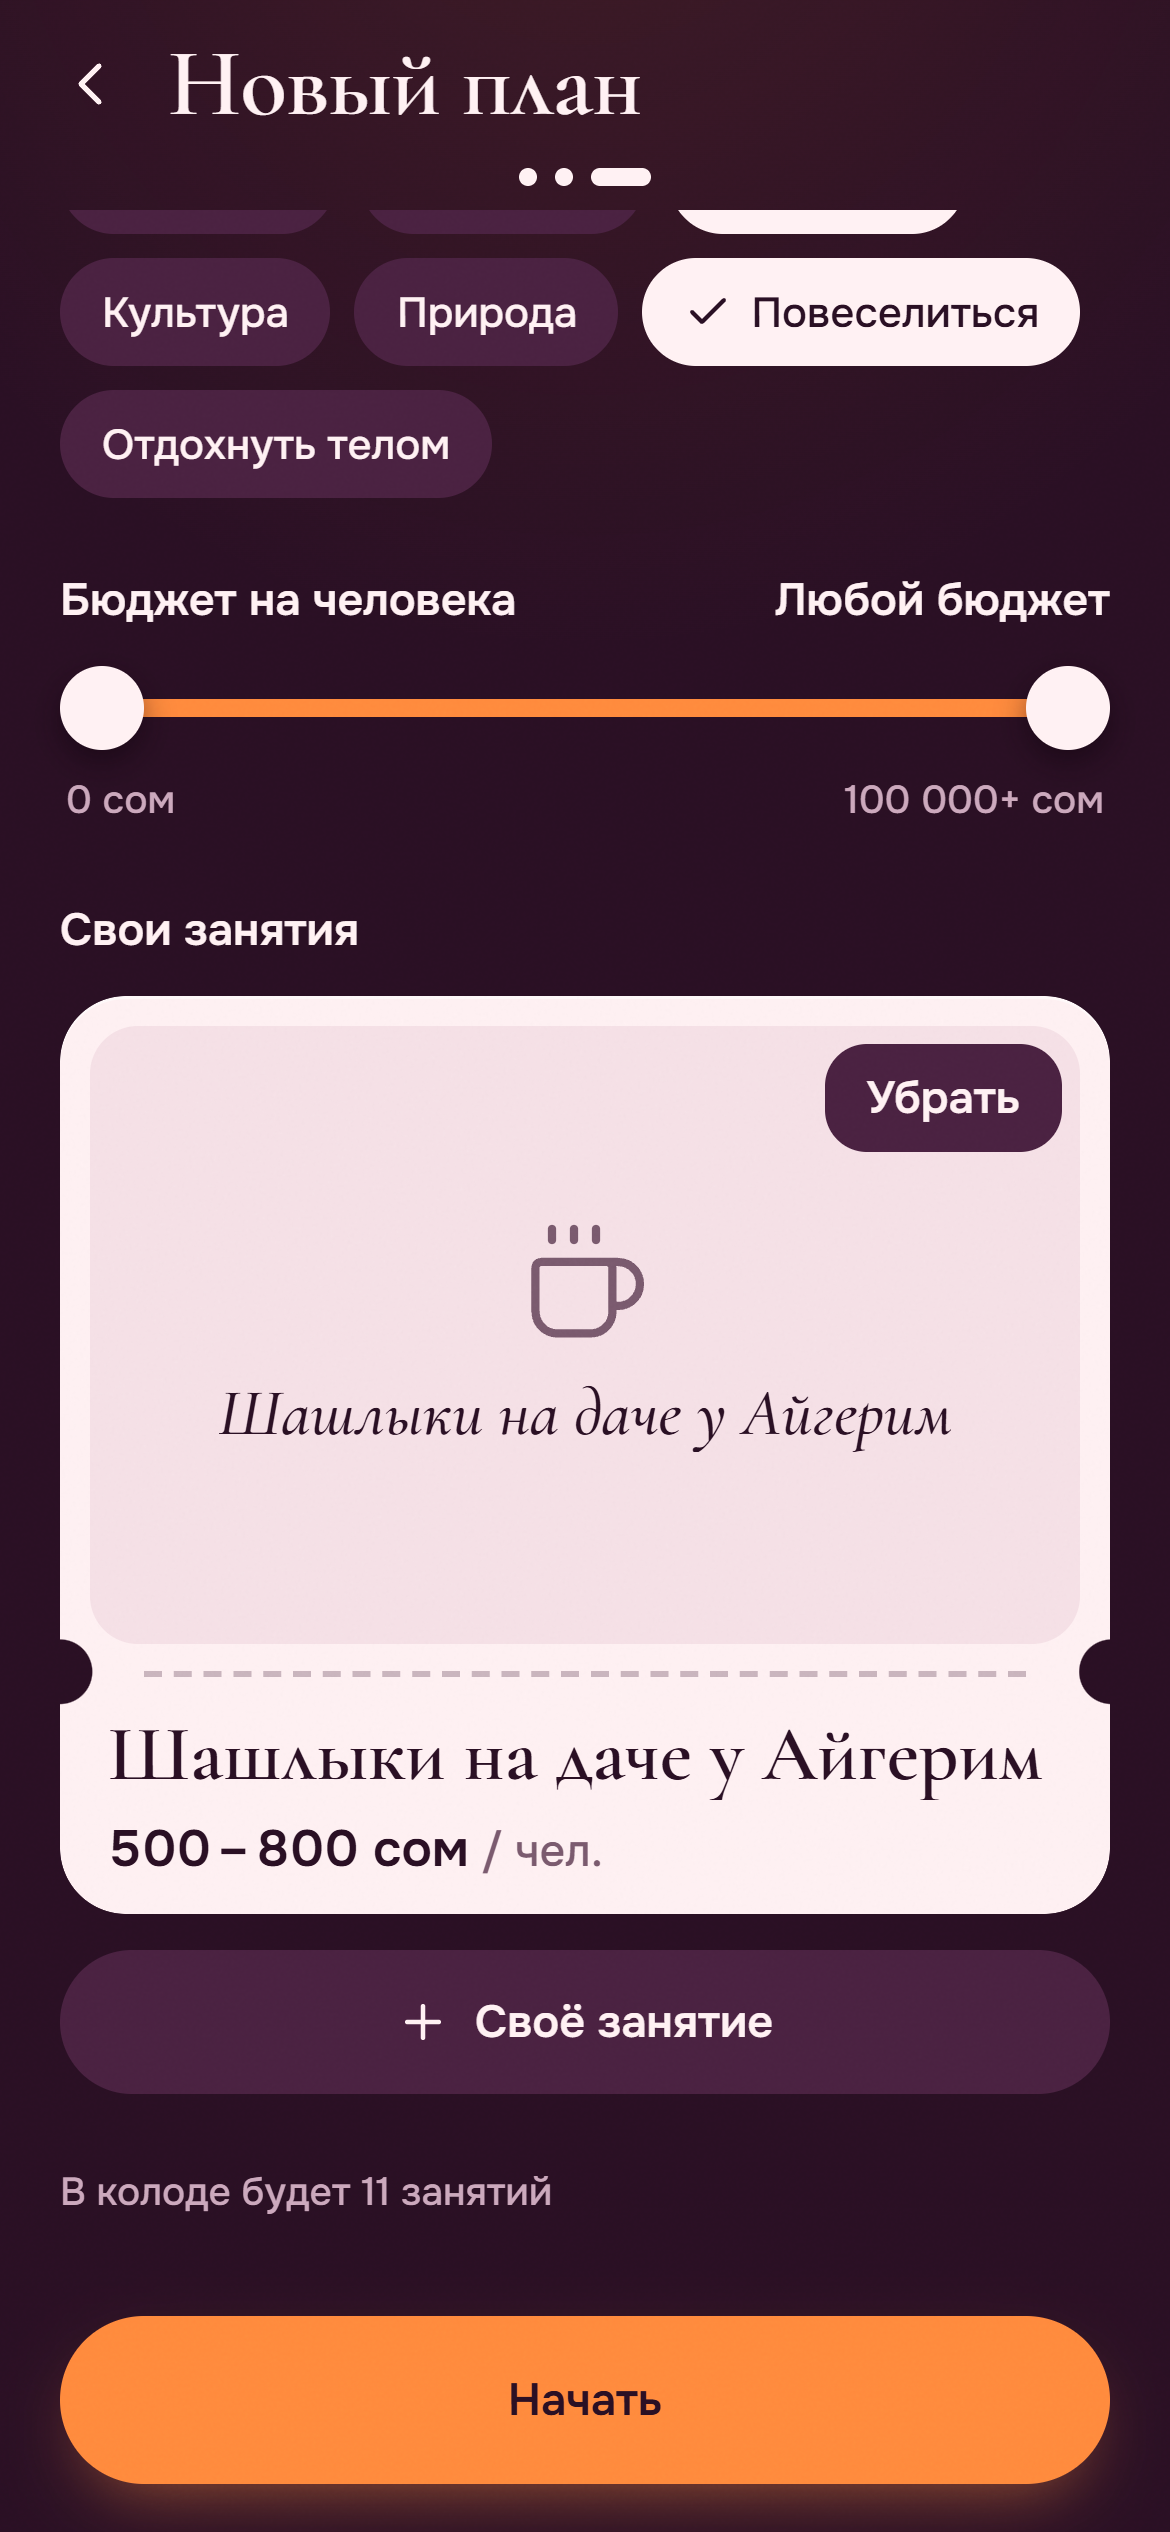 Новый план
Культура
Природа
Повеселиться
Отдохнуть телом
Бюджет на человека
Любой бюджет
0 сом
100 000+ сом
Свои занятия
Убрать
Шашлыки на даче у Айгерим
Шашлыки на даче у Айгерим
500 – 800 сом / чел.
Своё занятие
В колоде будет 11 занятий
Начать